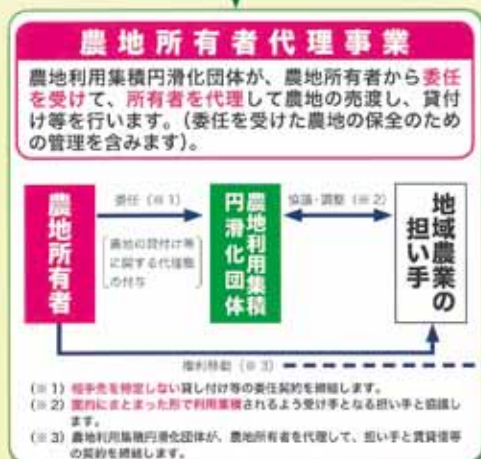 農地所有者代理事業
農地利用集積円滑化団体が、農地所有者から委任
を受けて、所有者を代理して農地の売渡し、貸付
け等を行います。(委任を受けた農地の保全のため
の管理を含みます)。
農地所有者
委任(※1)
農地の貸付け等
に関する代理権
の付与
農地利用集積
円滑化団体
協議・調整(※2)
地域農業の
担い手
権利移動(※3)
(※1)相手先を特定しない貸し付け等の委任契約を締結します。
(※2)面的にまとまった形で利用集積されるよう受け手となる担い手と協議し
ます。
(※3)農地利用集積円滑化団体が、農地所有者を代理して、担い手と賃貸借等
の契約を締結します。